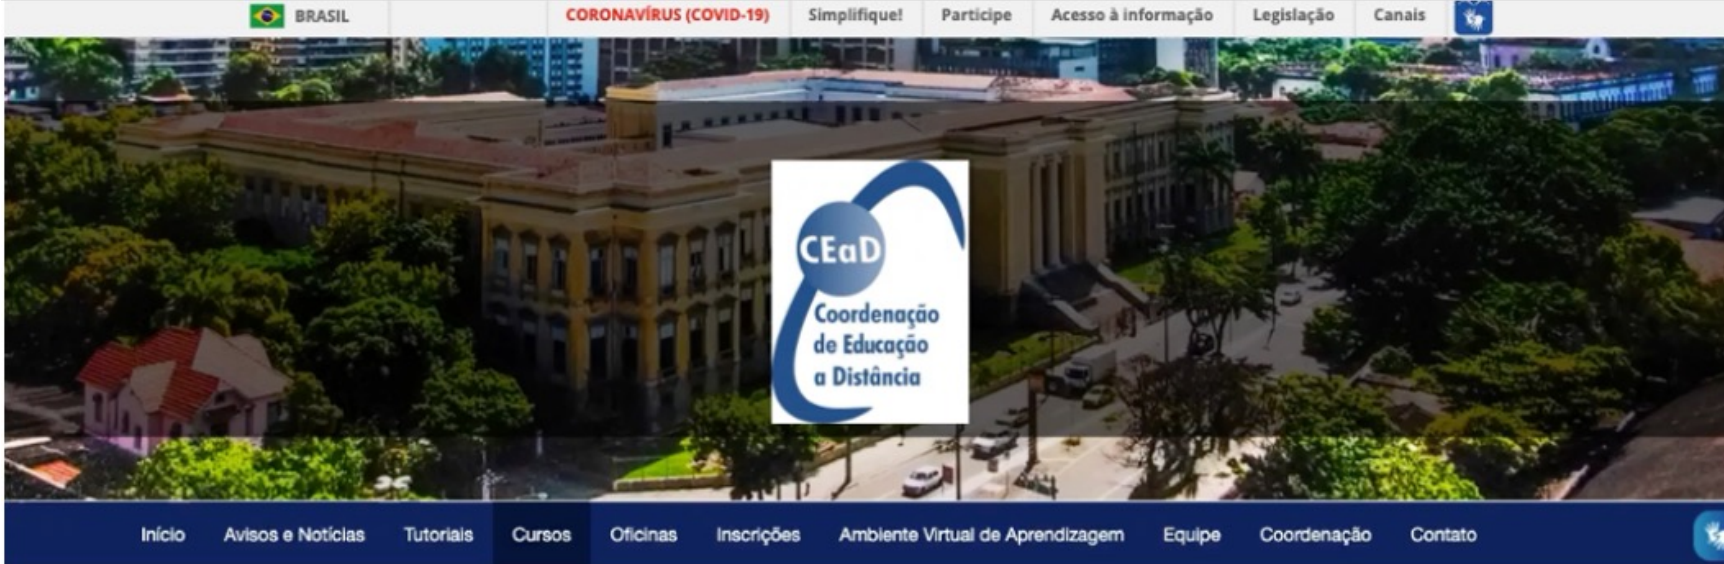 BRASIL CORONAVÍRUS (COVID-19) Simplifique! Participe Acesso à informação Legislação Canais
CEaD
Coordenação
de Educação
a Distância
Início Avisos e Notícias Tutoriais Cursos Oficinas Inscrições Ambiente Virtual de Aprendizagem Equipe Coordenação Contato